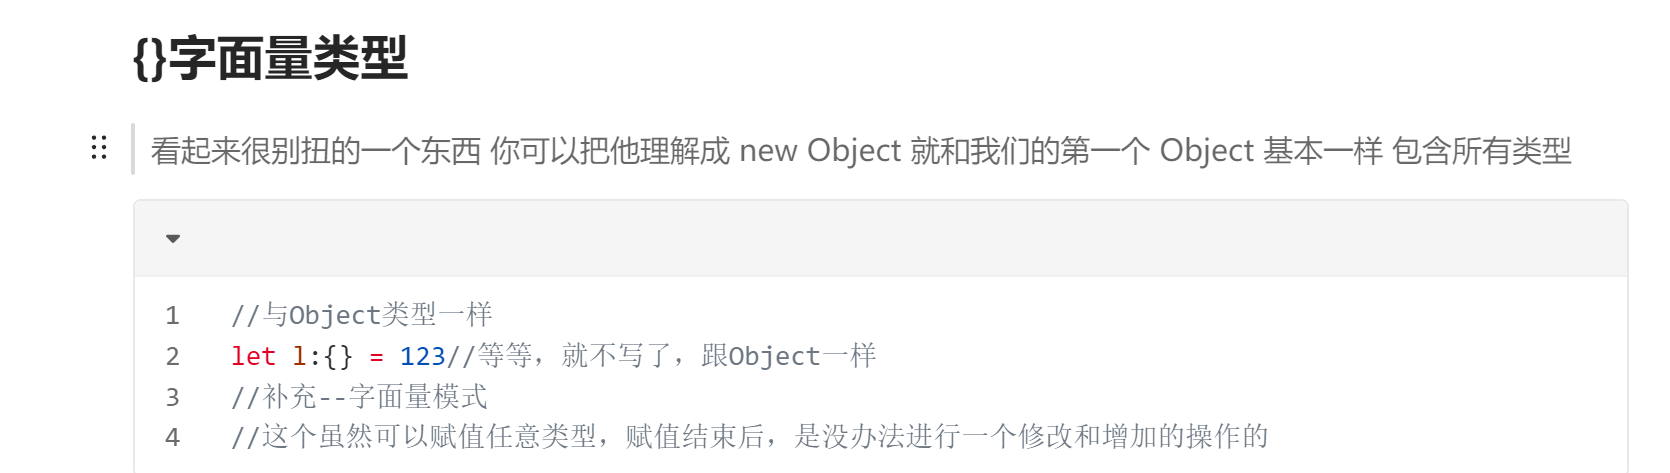 {}字面量类型
看起来很别扭的一个东西 你可以把他理解成 new Object 就和我们的第一个 Object 基本一样 包含所有类型
1 //与Object类型一样
2 let l:{} = 123//等等，就不写了，跟Object一样
3 //补充--字面量模式
4 //这个虽然可以赋值任意类型，赋值结束后，是没办法进行一个修改和增加的操作的